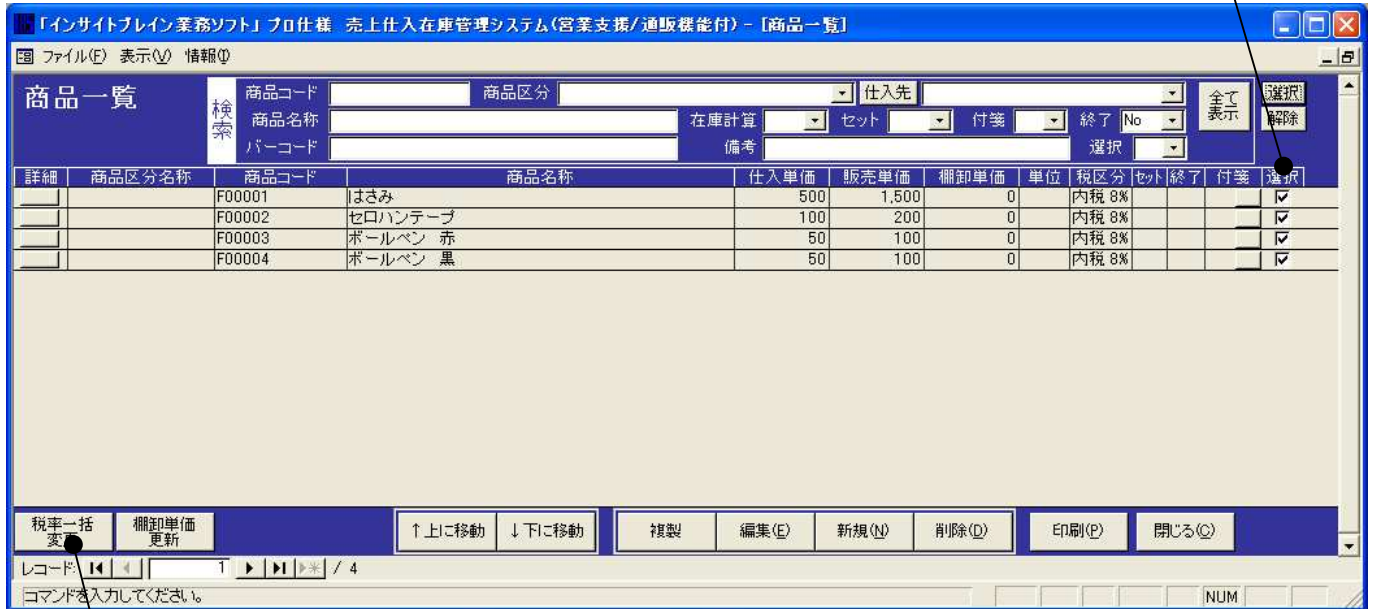 「インサイトブレイン業務ソフト」プロ仕様 売上仕入在庫管理システム(営業支援/通販機能付) - [商品一覧]
ファイル(F) 表示(V) 情報(I)
商品一覧 検索 商品コード 商品区分 仕入先 全て表示 選択
商品名称 在庫計算 セット 付箋 終了 No 解除
バーコード 備考 選択
詳細 商品区分名称 商品コード 商品名称 仕入単価 販売単価 棚卸単価 単位 税区分 セット 終了 付箋 選択
F00001 はさみ 500 1,500 0 内税 8%
F00002 セロハンテープ 100 200 0 内税 8%
F00003 ボールペン 赤 50 100 0 内税 8%
F00004 ボールペン 黒 50 100 0 内税 8%
税率一括変更 棚卸単価更新 ↑上に移動 ↓下に移動 複製 編集(E) 新規(N) 削除(D) 印刷(P) 閉じる(C)
レコード: 1 / 4
コマンドを入力してください。 NUM